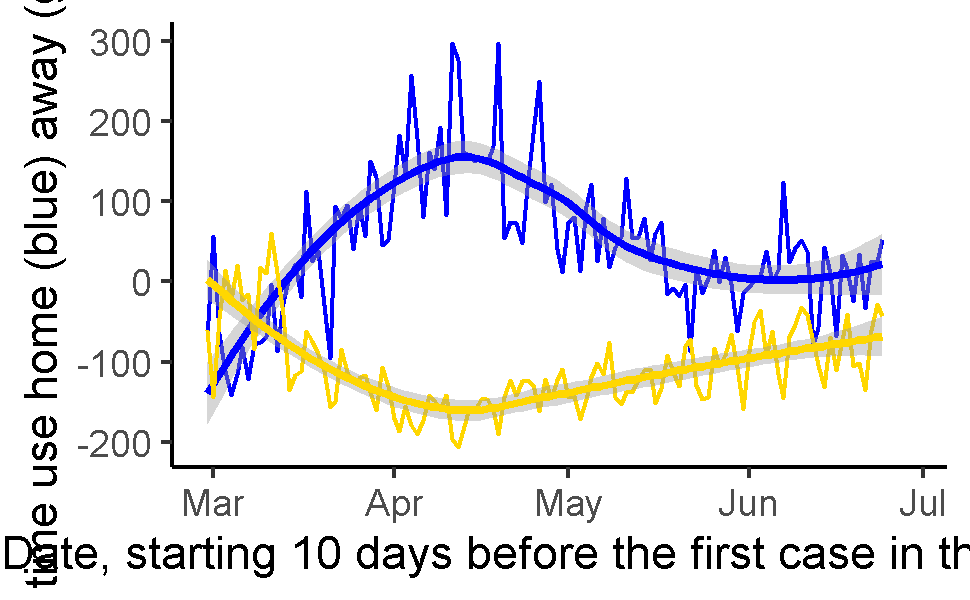 time use home (blue) away (
300
200
100
0
-100
-200
Mar Apr May Jun Jul
Date, starting 10 days before the first case in th